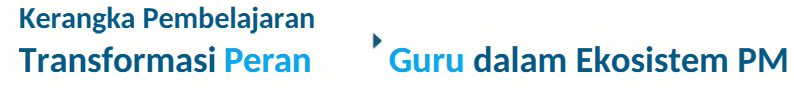 Kerangka Pembelajaran
Transformasi Peran Guru dalam Ekosistem PM